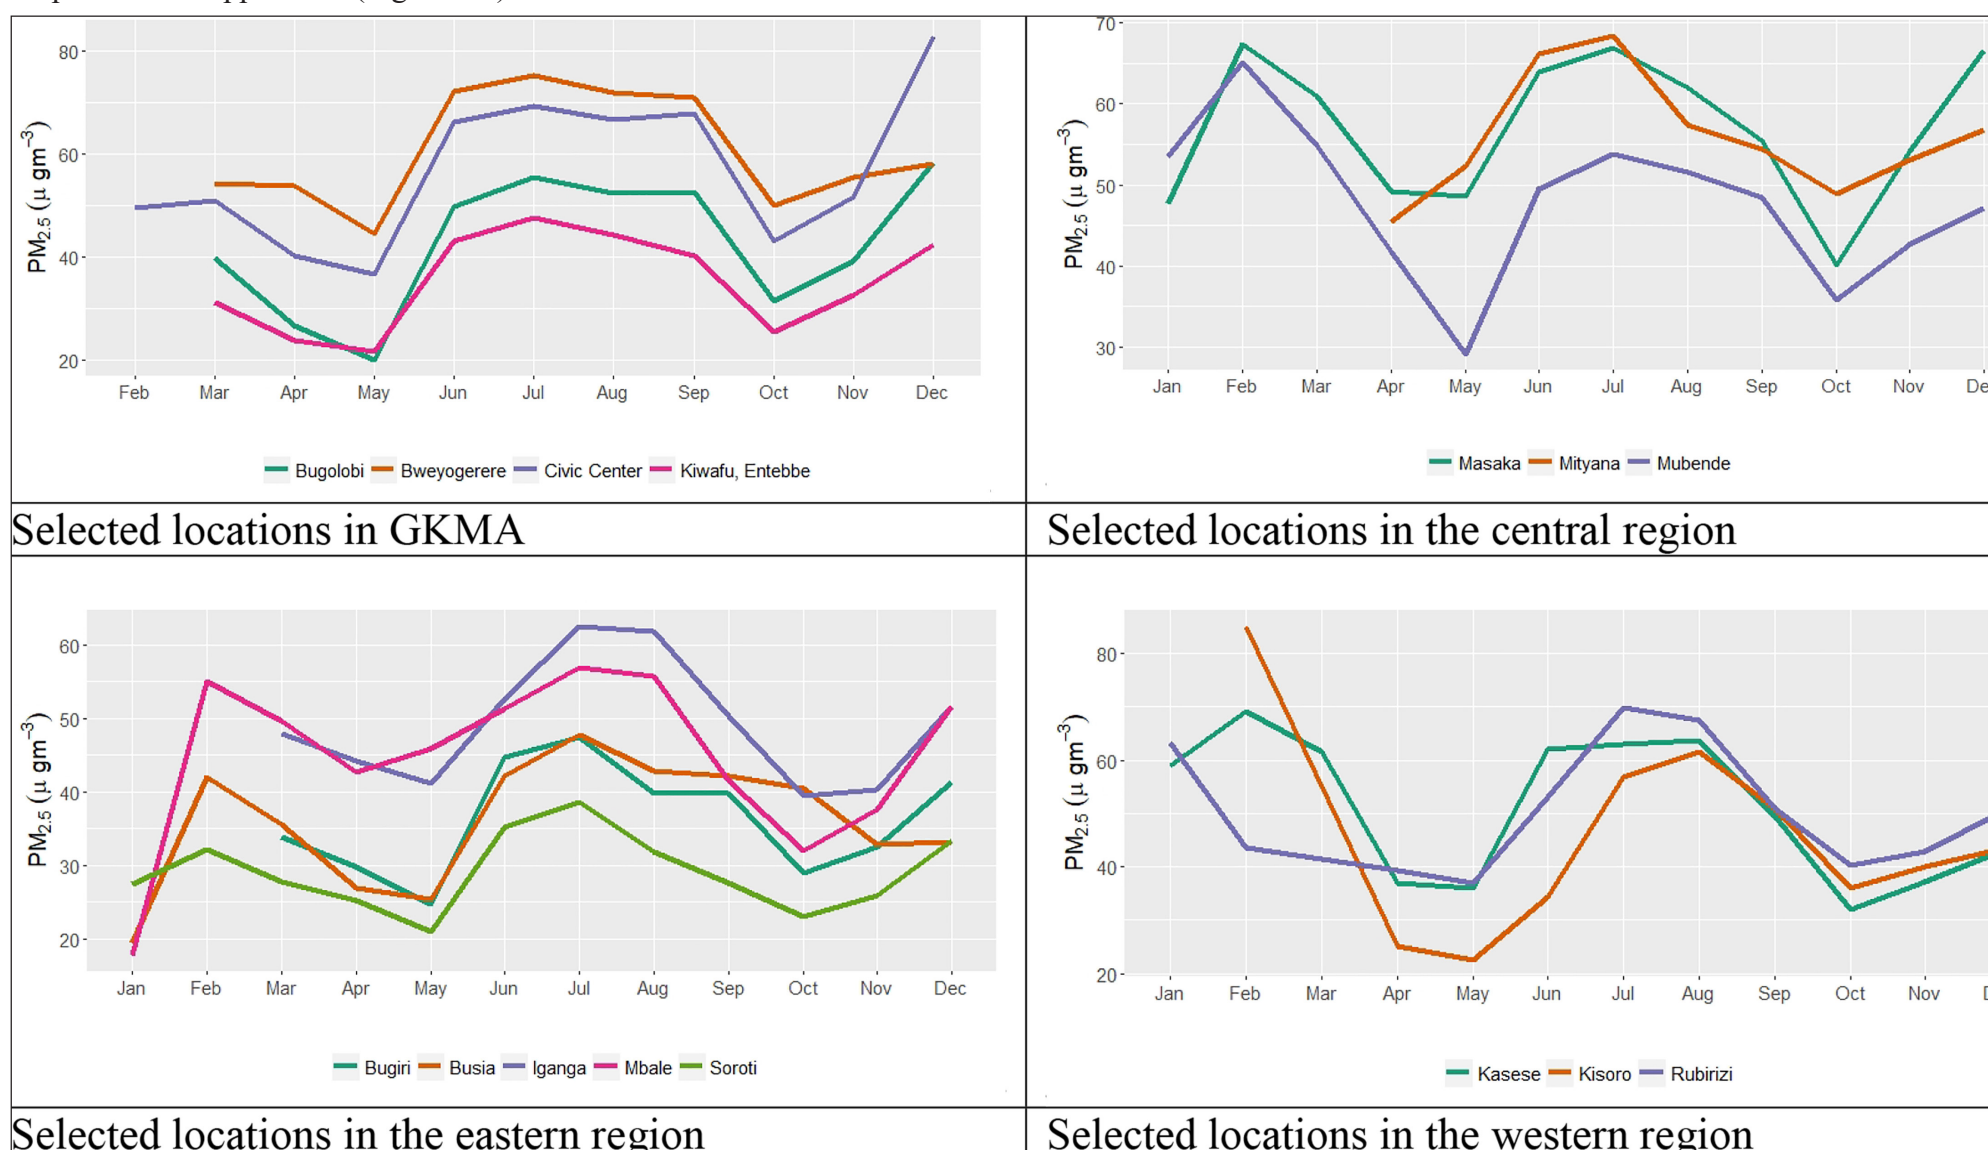 80
60
40
20
PM2.5 (μ gm−3)
Feb Mar Apr May Jun Jul Aug Sep Oct Nov Dec
Bugolobi Bweyogerere Civic Center Kiwafu, Entebbe
Selected locations in GKMA
70
60
50
40
30
PM2.5 (μ gm−3)
Jan Feb Mar Apr May Jun Jul Aug Sep Oct Nov De
Masaka Mityana Mubende
Selected locations in the central region
60
50
40
30
20
PM2.5 (μ gm−3)
Jan Feb Mar Apr May Jun Jul Aug Sep Oct Nov Dec
Bugiri Busia Iganga Mbale Soroti
Selected locations in the eastern region
80
60
40
20
PM2.5 (μ gm−3)
Jan Feb Mar Apr May Jun Jul Aug Sep Oct Nov
Kasese Kisoro Rubirizi
Selected locations in the western region